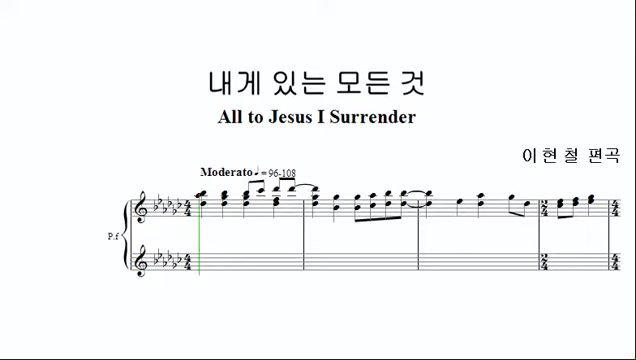 내게 있는 모든 것
All to Jesus I Surrender
이 현 철 편곡
Moderato ♩ = 96-108
P.f